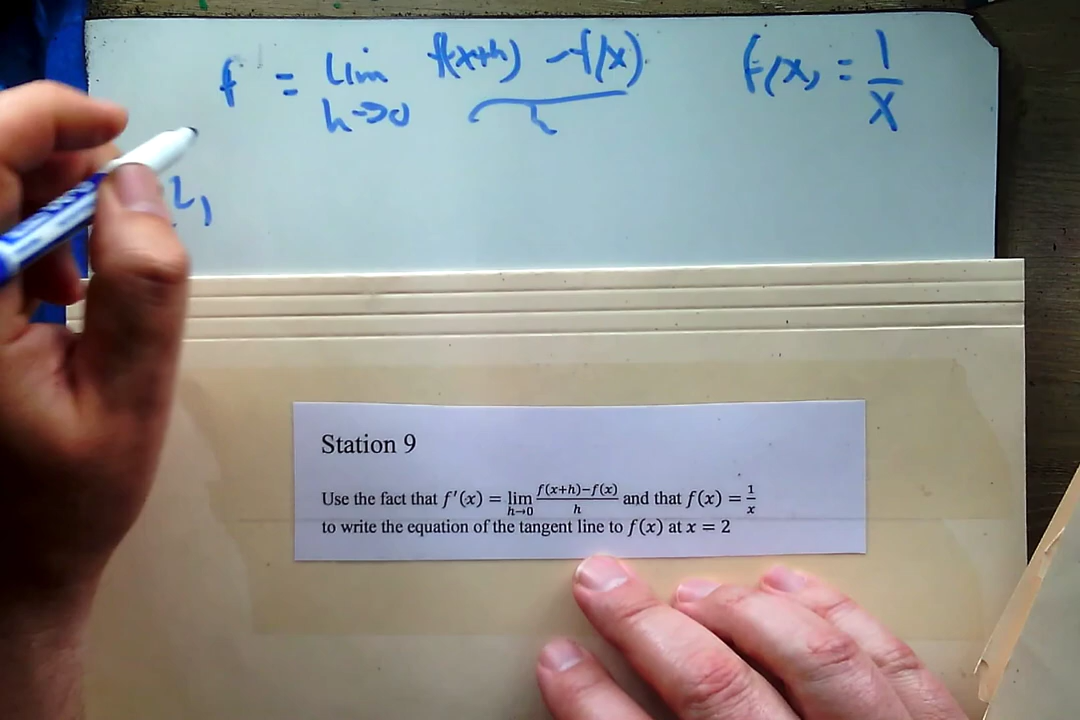 f' = lim f(x+h) - f(x) / h
h→0
f(x) = 1/x
2,
Station 9
Use the fact that f'(x) = lim h→0 f(x+h)−f(x)/h and that f(x) = 1/x
to write the equation of the tangent line to f(x) at x = 2